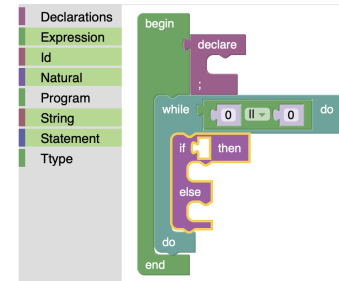 Declarations
Expression
Id
Natural
Program
String
Statement
Ttype
begin
declare
;
while 0 || 0 do
if then
else
do
end